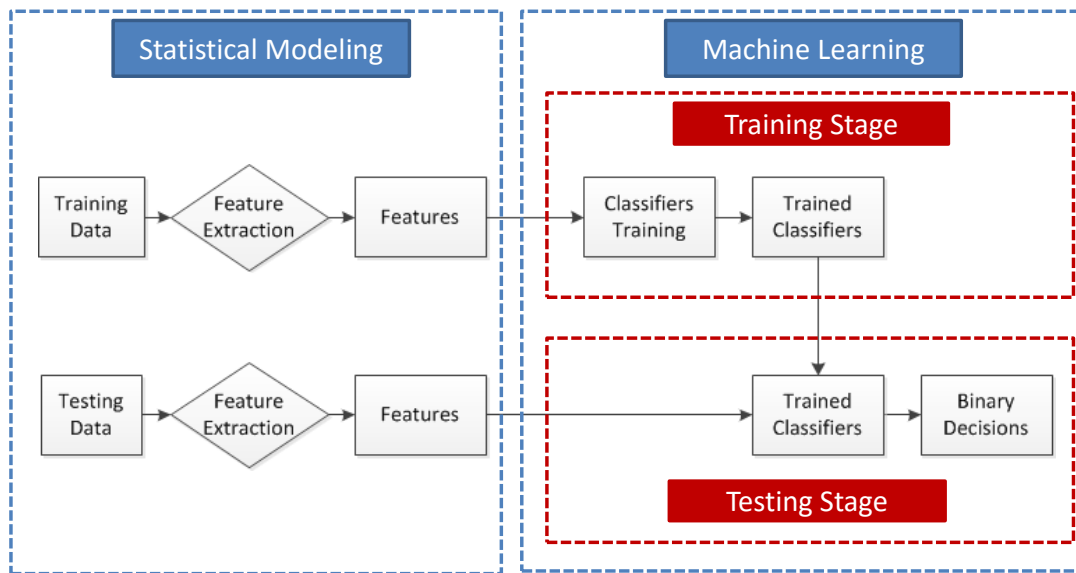 Statistical Modeling
Machine Learning
Training Stage
Training
Data
Feature
Extraction
Features
Classifiers
Training
Trained
Classifiers
Testing
Data
Feature
Extraction
Features
Trained
Classifiers
Binary
Decisions
Testing Stage